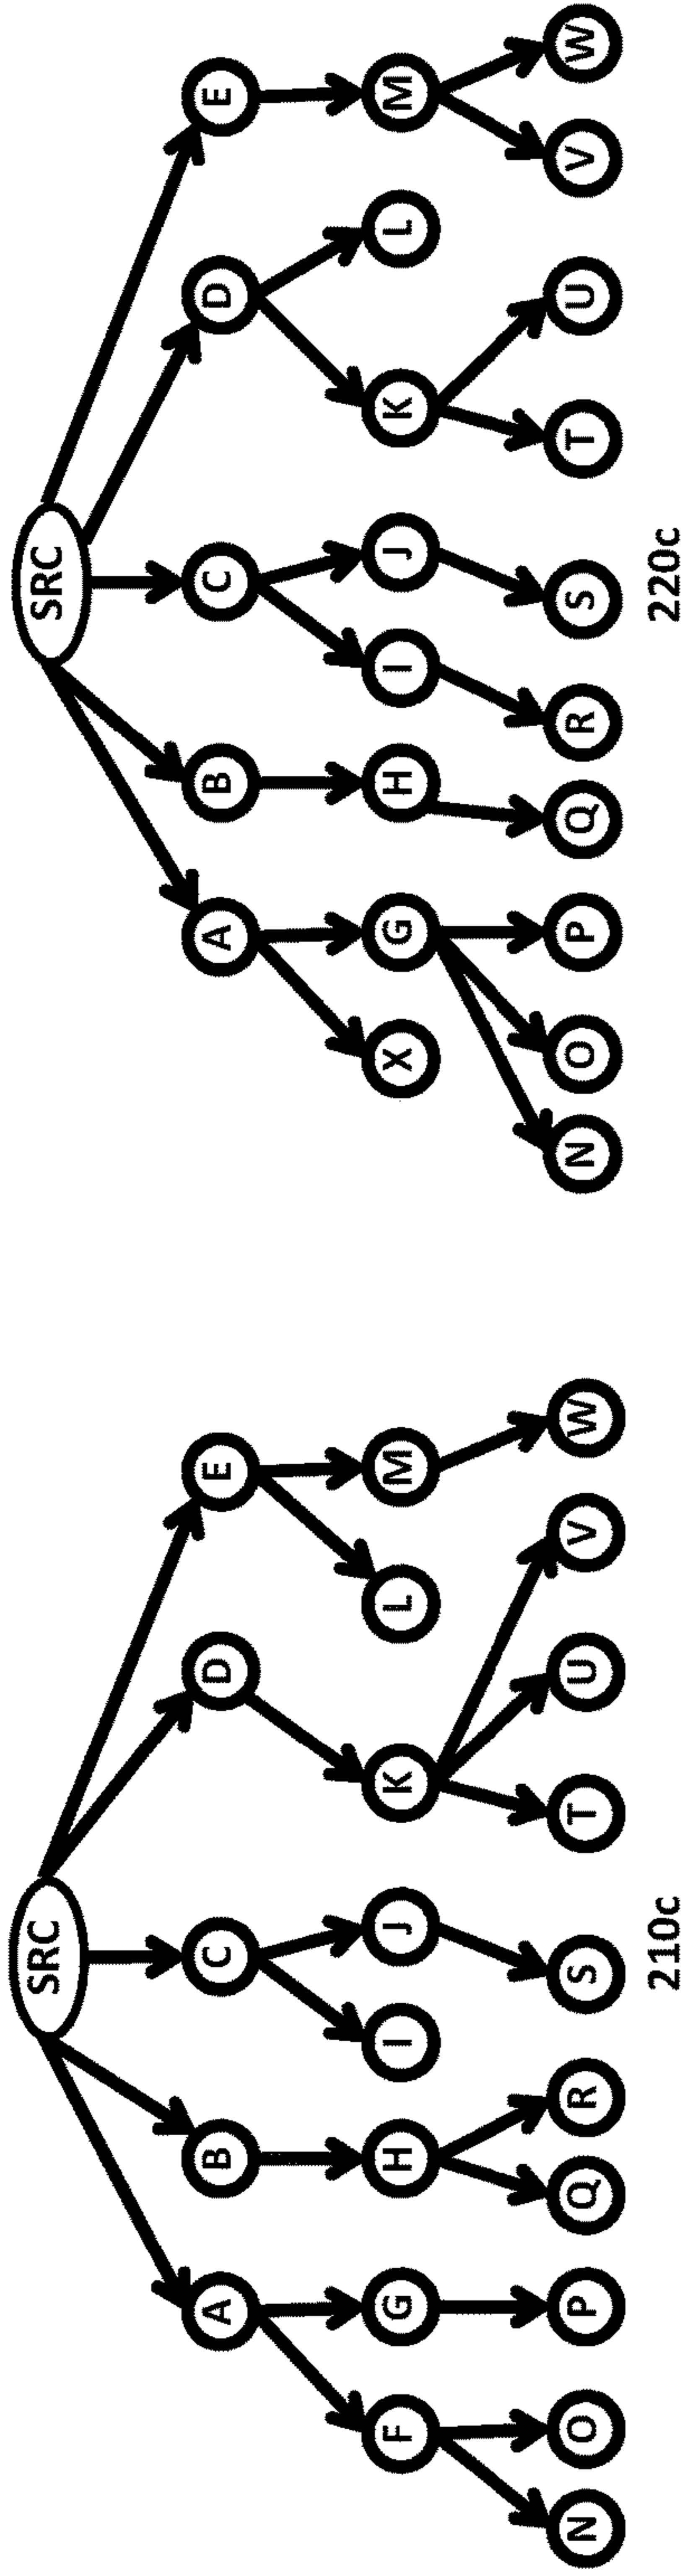 SRC
A B C D E
F G H I J K L M
N O P Q R S T U V W
210c
SRC
A B C D E
X G H I J K L M
N O P Q R S T U V W
220c